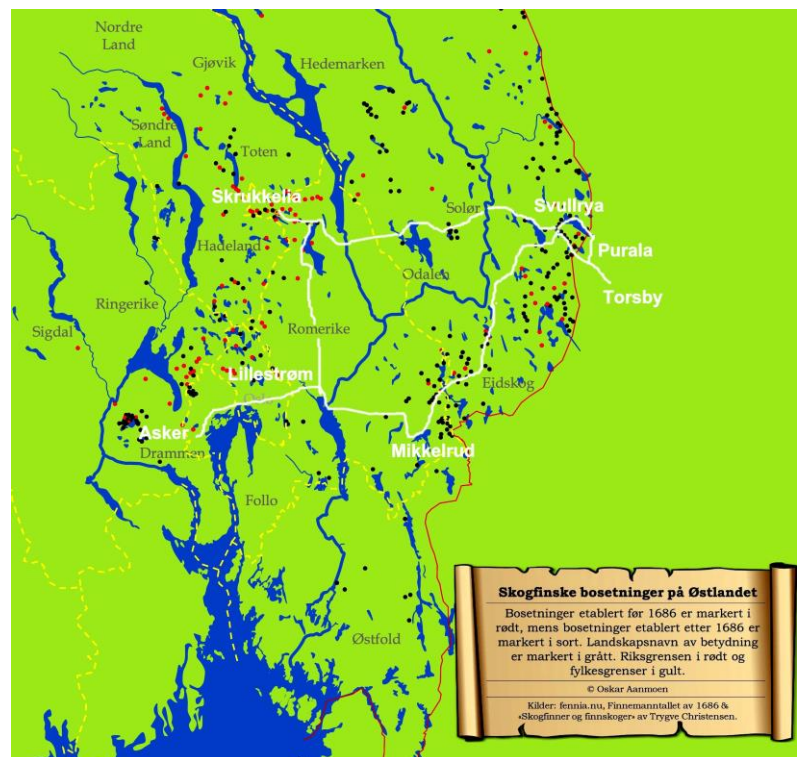 Nordre
Land
Gjøvik
Hedemarken
Søndre
Land
Toten
Skrukkelia
Solør
Svullrya
Hadeland
Purala
Odalen
Torsby
Ringerike
Romerike
Sigdal
Lillestrøm
Eidskog
Oslo
Asker
Drammen
Mikkelrud
Follo
Østfold
Skogfinske bosetninger på Østlandet
Bosetninger etablert før 1686 er markert i
rødt, mens bosetninger etablert etter 1686 er
markert i sort. Landskapsnavn av betydning
er markert i grått. Riksgrensen i rødt og
fylkesgrenser i gult.
© Oskar Aanmoen
Kilder: fennia.nu, Finnemanntallet av 1686 &
«Skogfinner og finnskoger» av Trygve Christensen.